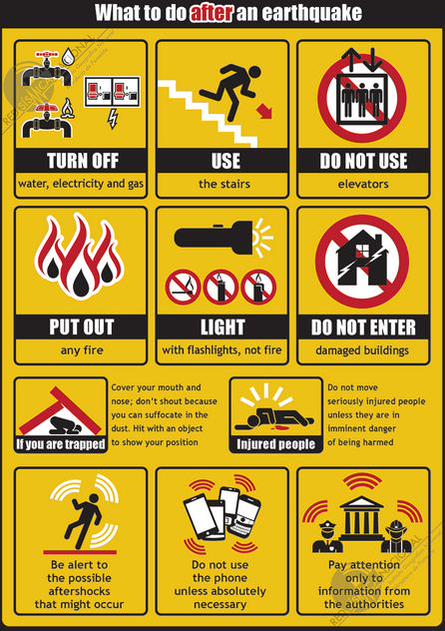 What to do after an earthquake
TURN OFF
water, electricity and gas
USE
the stairs
DO NOT USE
elevators
PUT OUT
any fire
LIGHT
with flashlights, not fire
DO NOT ENTER
damaged buildings
If you are trapped
Cover your mouth and
nose; don't shout because
you can suffocate in the
dust. Hit with an object
to show your position
Injured people
Do not move
seriously injured people
unless they are in
imminent danger
of being harmed
Be alert to
the possible
aftershocks
that might occur
Do not use
the phone
unless absolutely
necessary
Pay attention
only to
information from
the authorities